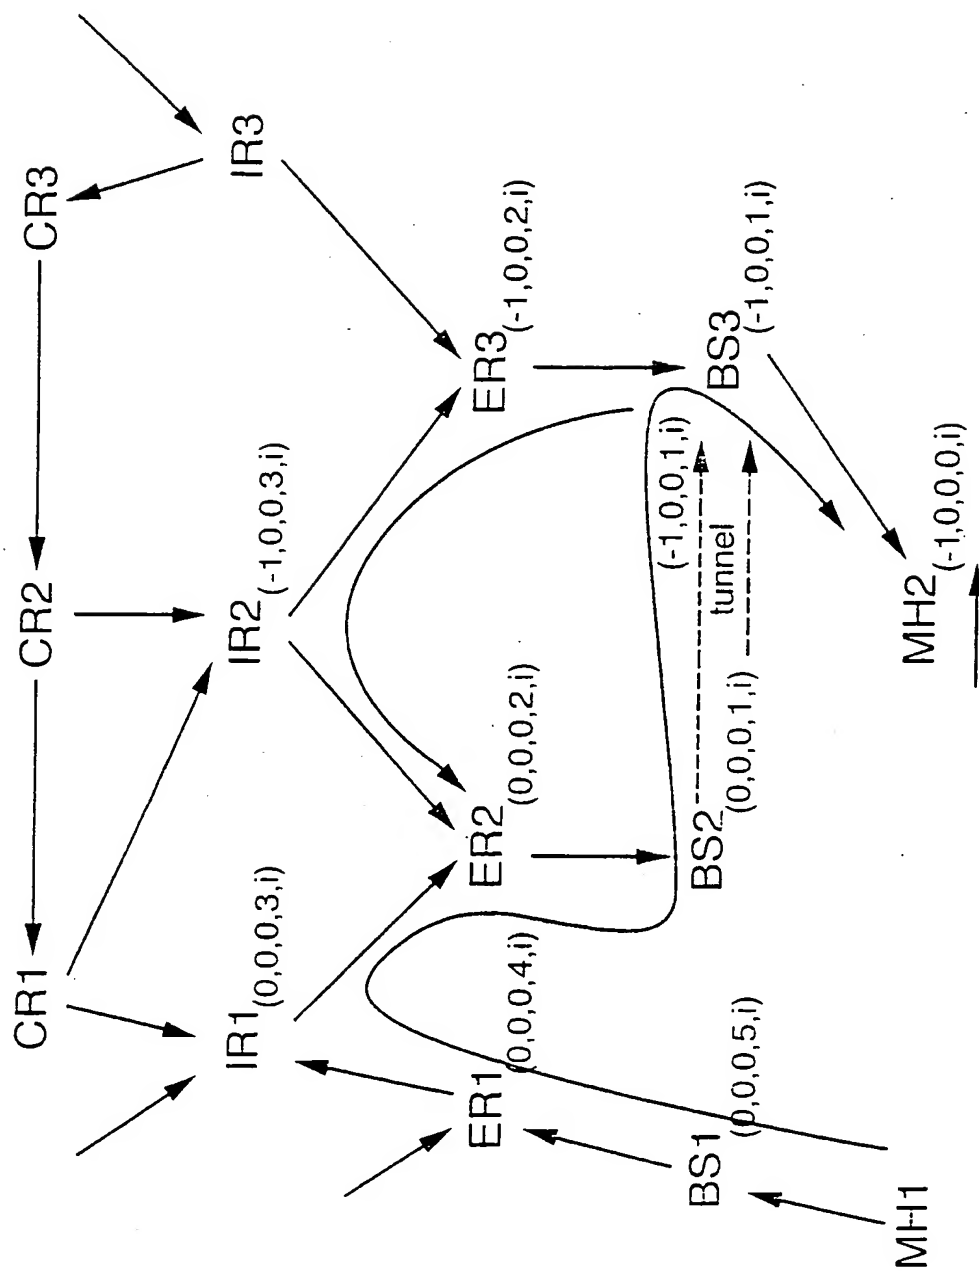 CR1
CR2
CR3
IR1
(0,0,0,3,i)
IR2
(-1,0,0,3,i)
IR3
ER1
(0,0,0,4,i)
ER2
(0,0,0,2,i)
ER3
(-1,0,0,2,i)
BS1
(0,0,0,5,i)
BS2
(0,0,0,1,i)
(-1,0,0,1,i)
tunnel
BS3
(-1,0,0,1,i)
MH1
MH2
(-1,0,0,0,i)